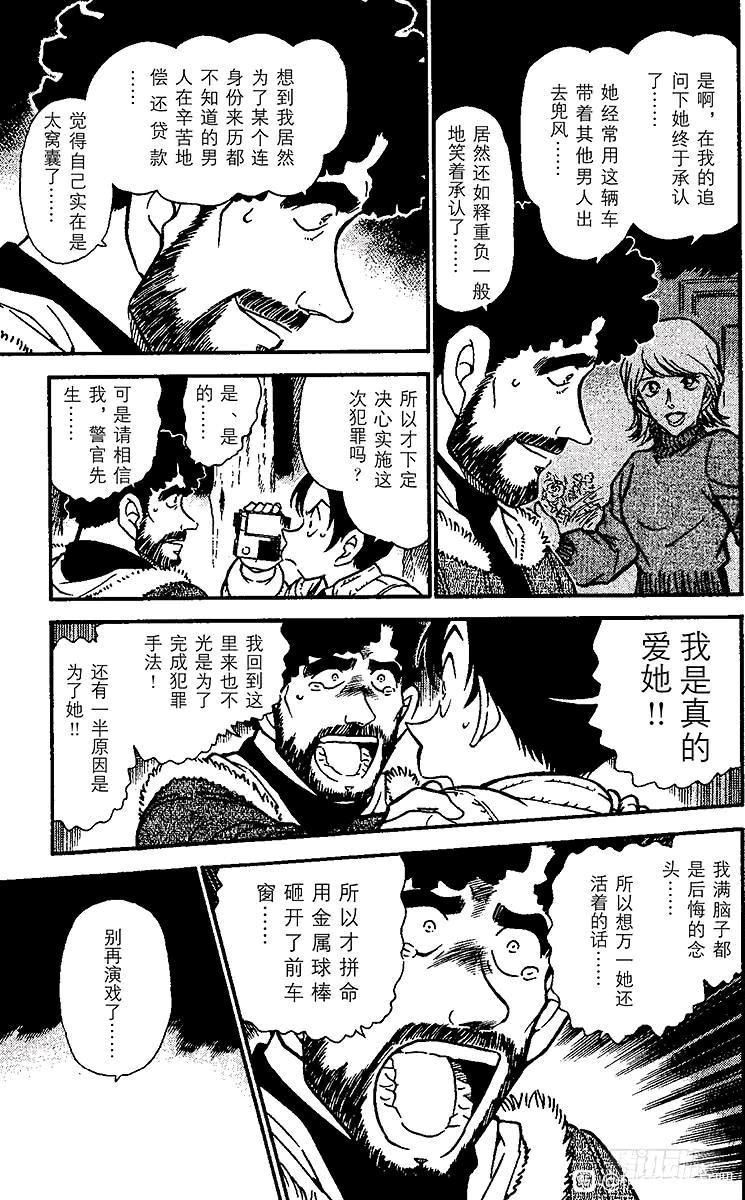 是啊，在我的追
问下她终于承认
了……
她经常用这辆车
带着其他男人出
去兜风……
居然还如释重负一般
地笑着承认了……
想到我居然
为了某个连
身份来历都
不知道的男
人在辛苦地
偿还贷款
……
觉得自己实在是
太窝囊了……
所以才下定
决心实施这
次犯罪吗？
是、是
的……
可是请相信
我，警官先
生……
我是真的
爱她！！
我回到这
里来也不
光是为了
完成犯罪
手法！
还有一半原因是
为了她！！
我满脑子都
是后悔的念
头……
所以想万一她还
活着的话……
所以才拼命
用金属球棒
砸开了前车
窗……
别再演戏了……